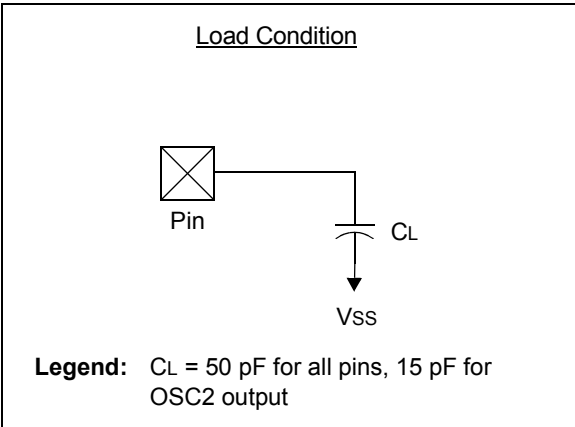 Load Condition
Pin
CL
VSS
Legend: CL = 50 pF for all pins, 15 pF for
OSC2 output